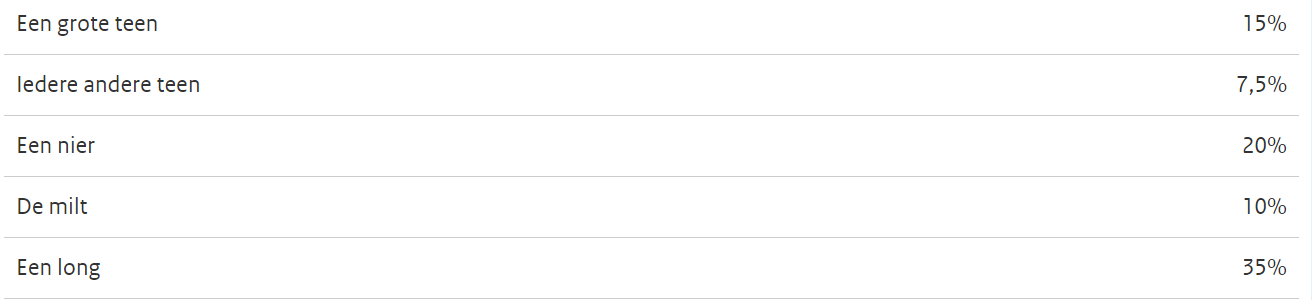 Een grote teen 15%
Iedere andere teen 7,5%
Een nier 20%
De milt 10%
Een long 35%